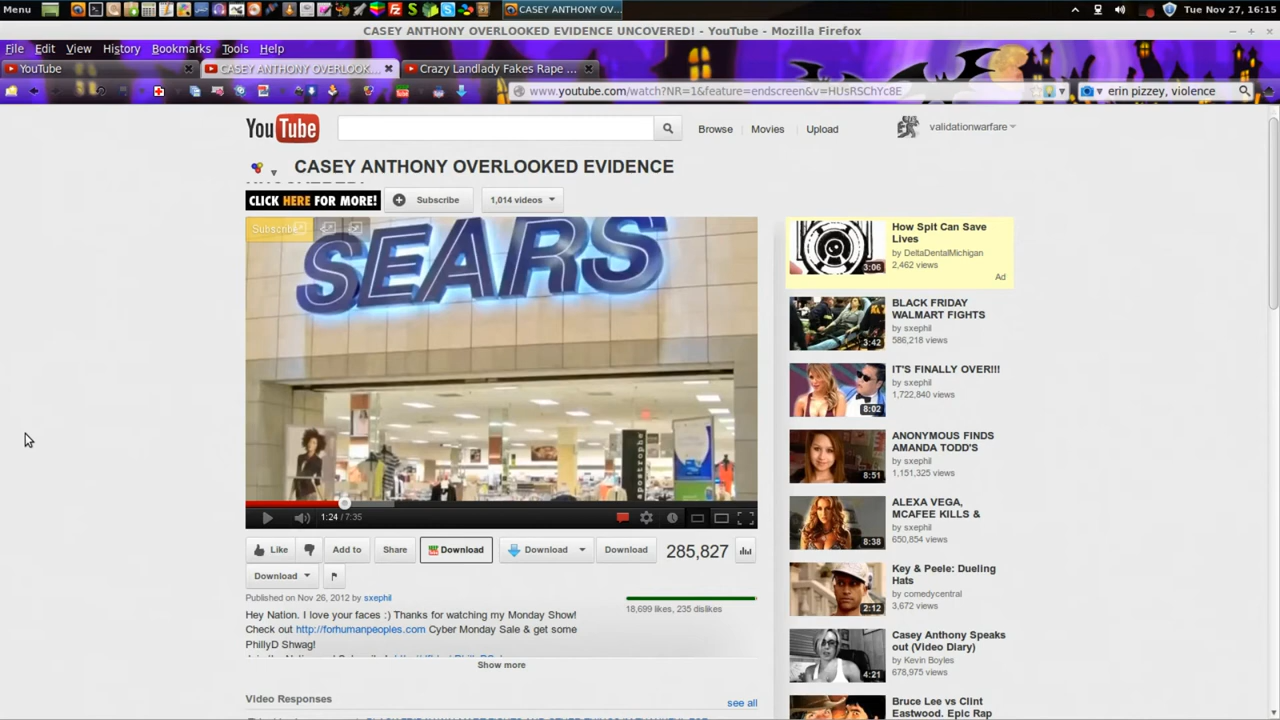 Menu
CASEY ANTHONY OV...
Tue Nov 27, 16:15
CASEY ANTHONY OVERLOOKED EVIDENCE UNCOVERED! - YouTube - Mozilla Firefox
File Edit View History Bookmarks Tools Help
YouTube
CASEY ANTHONY OVERLOOK...
Crazy Landlady Fakes Rape ...
www.youtube.com/watch?NR=1&feature=endscreen&v=HUsRSChYc8E
erin pizzey, violence
YouTube
Browse Movies Upload
validationwarfare
CASEY ANTHONY OVERLOOKED EVIDENCE
CLICK HERE FOR MORE!
Subscribe
1,014 videos
Subscribe
SEARS
1:24 / 7:35
Like
Add to
Share
Download
Download
Download
285,827
Download
Published on Nov 26, 2012 by sxephil
18,699 likes, 235 dislikes
Hey Nation. I love your faces :) Thanks for watching my Monday Show!
Check out http://forhumanpeoples.com Cyber Monday Sale & get some
PhillyD Shwag!
Show more
Video Responses
see all
How Spit Can Save
Lives
by DeltaDentalMichigan
2,462 views
Ad
3:06
BLACK FRIDAY
WALMART FIGHTS
by sxephil
586,218 views
3:42
IT'S FINALLY OVER!!!
by sxephil
1,722,840 views
8:02
ANONYMOUS FINDS
AMANDA TODD'S
by sxephil
1,151,325 views
8:51
ALEXA VEGA,
MCAFEE KILLS &
by sxephil
650,854 views
8:38
Key & Peele: Dueling
Hats
by comedycentral
3,672 views
2:12
Casey Anthony Speaks
out (Video Diary)
by Kevin Boyles
678,975 views
4:21
Bruce Lee vs Clint
Eastwood. Epic Rap